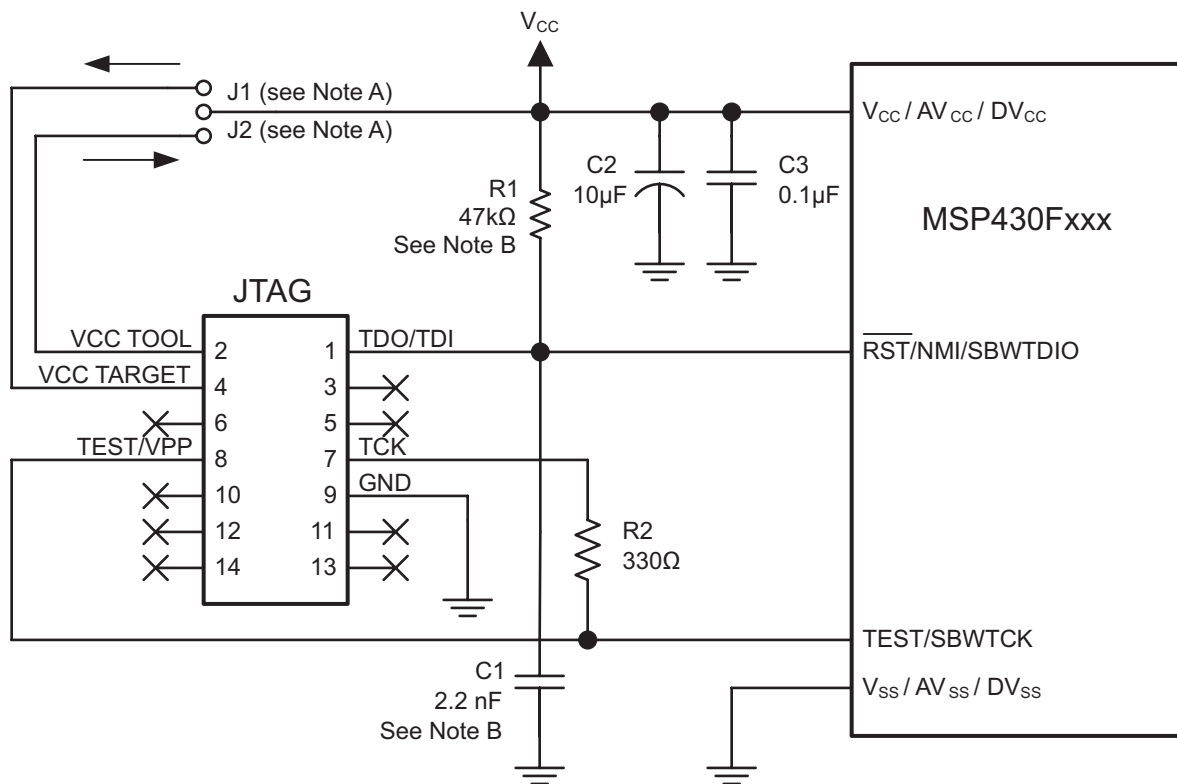 VCC
J1 (see Note A)
J2 (see Note A)
VCC / AVCC / DVCC
C2
10µF
C3
0.1µF
R1
47kΩ
See Note B
MSP430Fxxx
JTAG
VCC TOOL
2
1
TDO/TDI
RST/NMI/SBWTDIO
VCC TARGET
4
3
6
5
TEST/VPP
8
7
TCK
10
9
GND
12
11
14
13
R2
330Ω
TEST/SBWTCK
C1
2.2 nF
See Note B
VSS / AVSS / DVSS